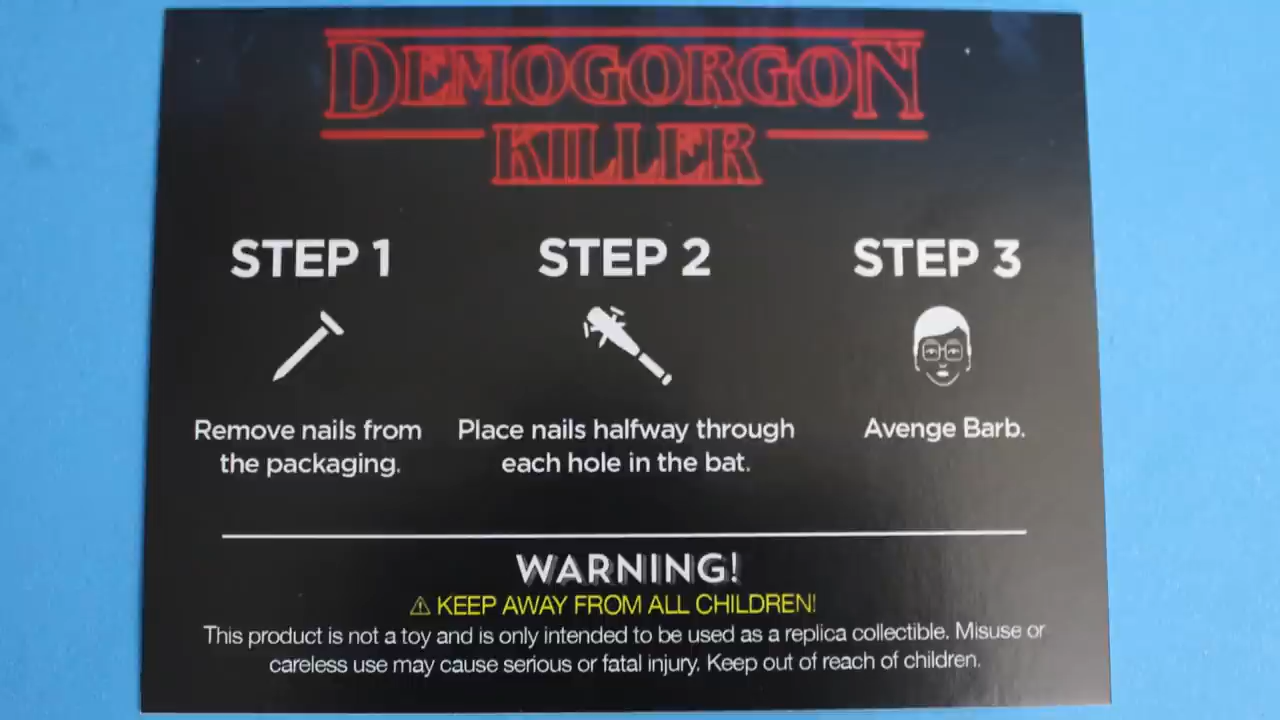 DEMOGORGON
KILLER
STEP 1
Remove nails from
the packaging.
STEP 2
Place nails halfway through
each hole in the bat.
STEP 3
Avenge Barb.
WARNING!
⚠ KEEP AWAY FROM ALL CHILDREN!
This product is not a toy and is only intended to be used as a replica collectible. Misuse or
careless use may cause serious or fatal injury. Keep out of reach of children.